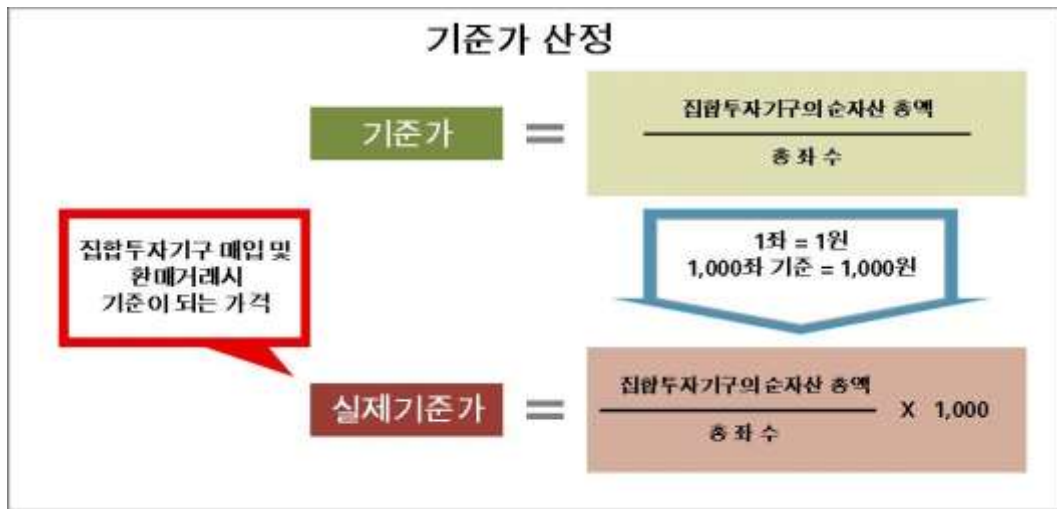 기준가 산정
기준가
=
집합투자기구의 순자산 총액
총 좌 수
집합투자기구 매입 및
환매거래시
기준이 되는 가격
1좌 = 1원
1,000좌 기준 = 1,000원
실제기준가
=
집합투자기구의 순자산 총액
총 좌 수
X 1,000